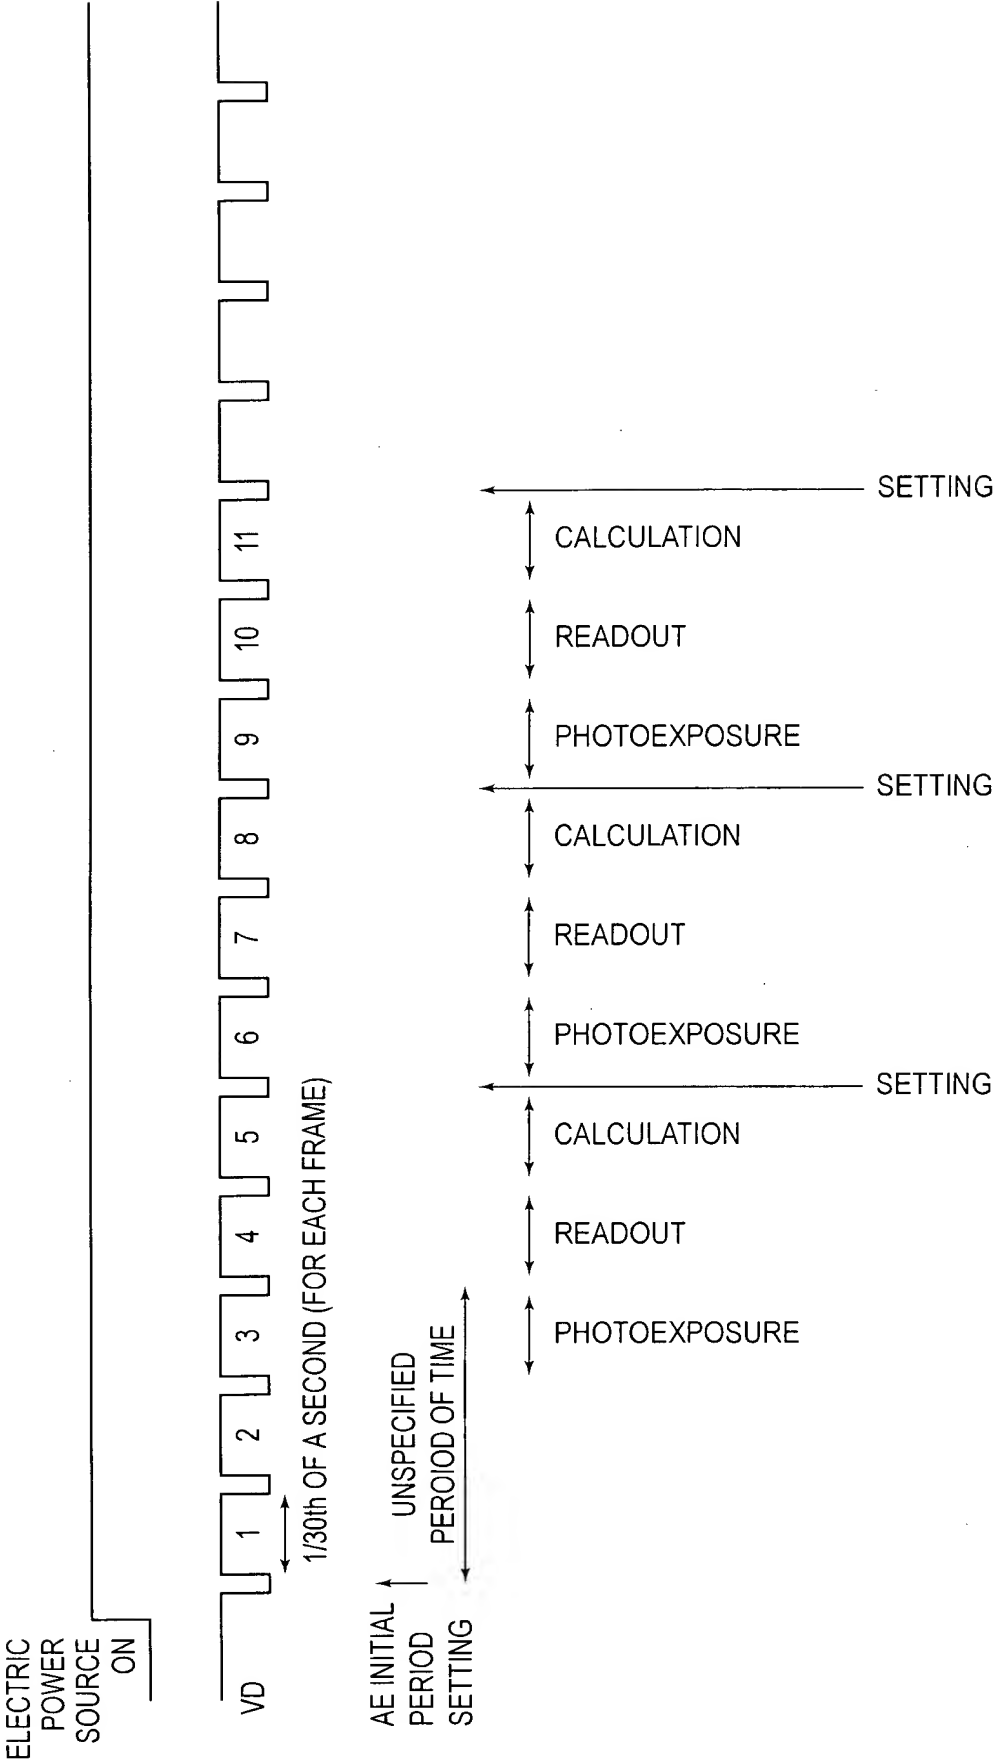 ELECTRIC
POWER
SOURCE
ON
VD
1
2
3
4
5
6
7
8
9
10
11
1/30th OF A SECOND (FOR EACH FRAME)
AE INITIAL
PERIOD
SETTING
UNSPECIFIED
PEROIOD OF TIME
PHOTOEXPOSURE
READOUT
CALCULATION
SETTING
PHOTOEXPOSURE
READOUT
CALCULATION
SETTING
PHOTOEXPOSURE
READOUT
CALCULATION
SETTING